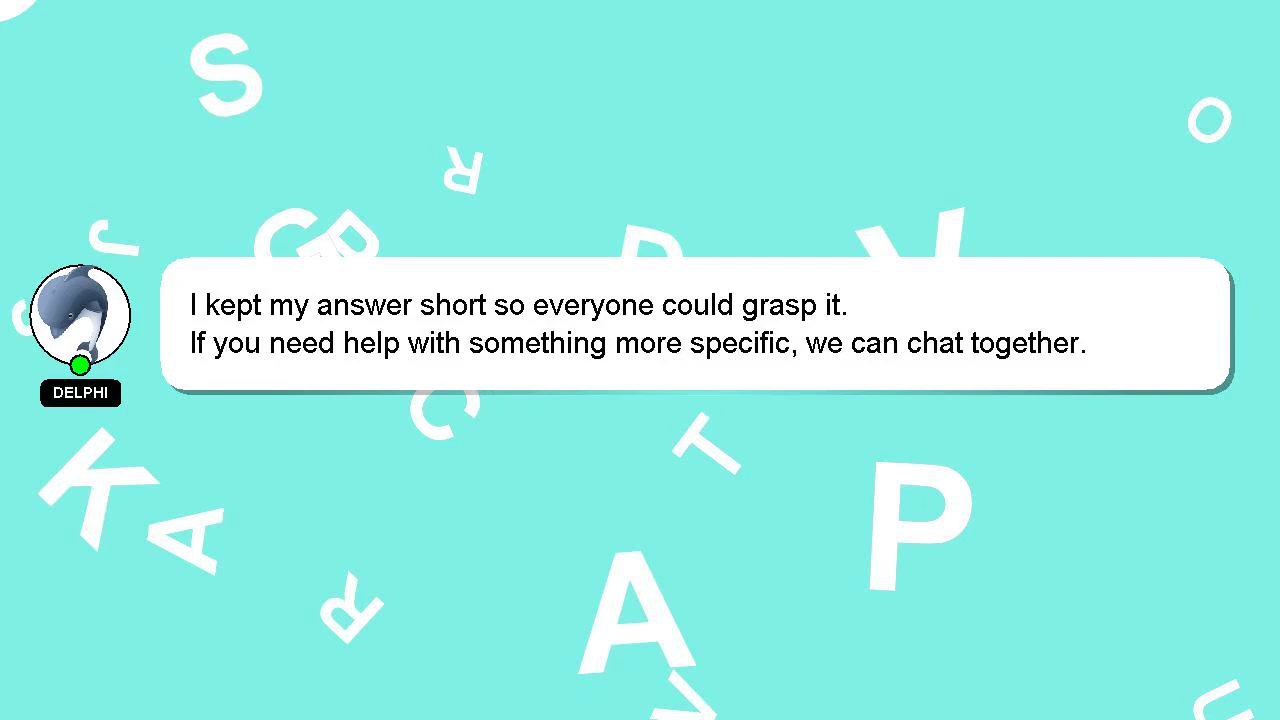 S
O
R
J
G
D
V
I kept my answer short so everyone could grasp it.
If you need help with something more specific, we can chat together.
DELPHI
C
T
K
P
A
R
A
V
U